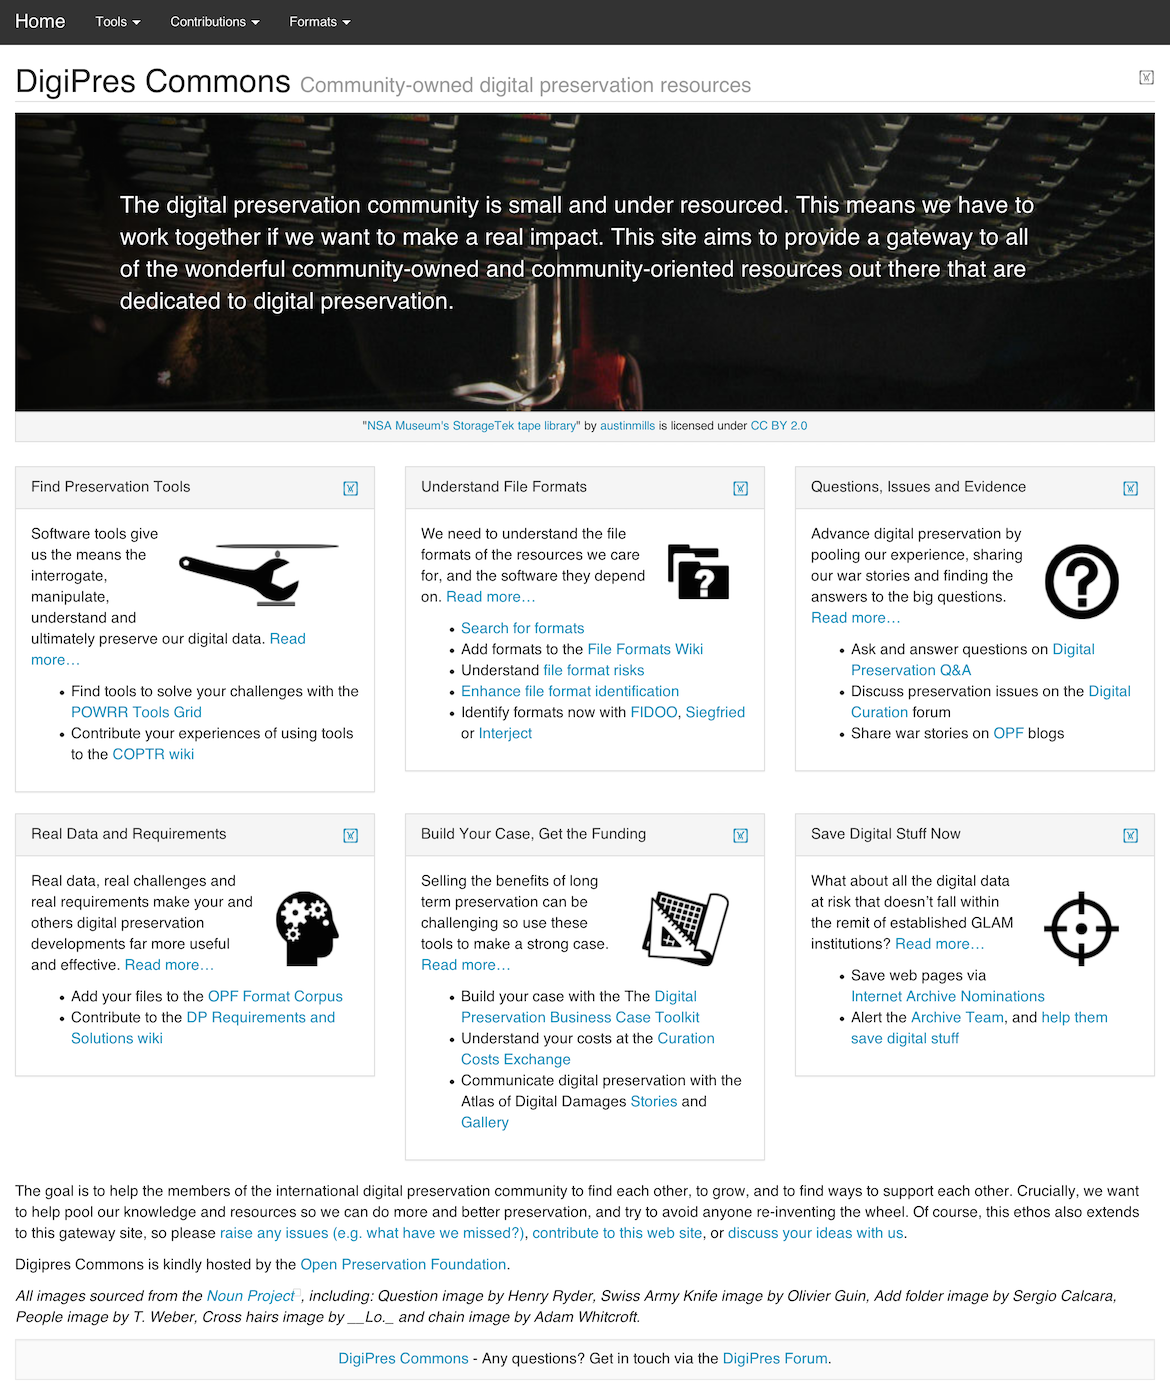 Home Tools Contributions Formats
DigiPres Commons Community-owned digital preservation resources
The digital preservation community is small and under resourced. This means we have to
work together if we want to make a real impact. This site aims to provide a gateway to all
of the wonderful community-owned and community-oriented resources out there that are
dedicated to digital preservation.
"NSA Museum's StorageTek tape library" by austinmills is licensed under CC BY 2.0
Find Preservation Tools
Software tools give
us the means the
interrogate,
manipulate,
understand and
ultimately preserve our digital data. Read
more…
• Find tools to solve your challenges with the
POWRR Tools Grid
• Contribute your experiences of using tools
to the COPTR wiki
Understand File Formats
We need to understand the file
formats of the resources we care
for, and the software they depend
on. Read more…
• Search for formats
• Add formats to the File Formats Wiki
• Understand file format risks
• Enhance file format identification
• Identify formats now with FIDOO, Siegfried
or Interject
Questions, Issues and Evidence
Advance digital preservation by
pooling our experience, sharing
our war stories and finding the
answers to the big questions.
Read more…
• Ask and answer questions on Digital
Preservation Q&A
• Discuss preservation issues on the Digital
Curation forum
• Share war stories on OPF blogs
Real Data and Requirements
Real data, real challenges and
real requirements make your and
others digital preservation
developments far more useful
and effective. Read more…
• Add your files to the OPF Format Corpus
• Contribute to the DP Requirements and
Solutions wiki
Build Your Case, Get the Funding
Selling the benefits of long
term preservation can be
challenging so use these
tools to make a strong case.
Read more…
• Build your case with the The Digital
Preservation Business Case Toolkit
• Understand your costs at the Curation
Costs Exchange
• Communicate digital preservation with the
Atlas of Digital Damages Stories and
Gallery
Save Digital Stuff Now
What about all the digital data
at risk that doesn't fall within
the remit of established GLAM
institutions? Read more…
• Save web pages via
Internet Archive Nominations
• Alert the Archive Team, and help them
save digital stuff
The goal is to help the members of the international digital preservation community to find each other, to grow, and to find ways to support each other. Crucially, we want
to help pool our knowledge and resources so we can do more and better preservation, and try to avoid anyone re-inventing the wheel. Of course, this ethos also extends
to this gateway site, so please raise any issues (e.g. what have we missed?), contribute to this web site, or discuss your ideas with us.
Digipres Commons is kindly hosted by the Open Preservation Foundation.
All images sourced from the Noun Project, including: Question image by Henry Ryder, Swiss Army Knife image by Olivier Guin, Add folder image by Sergio Calcara,
People image by T. Weber, Cross hairs image by __Lo._ and chain image by Adam Whitcroft.
DigiPres Commons - Any questions? Get in touch via the DigiPres Forum.